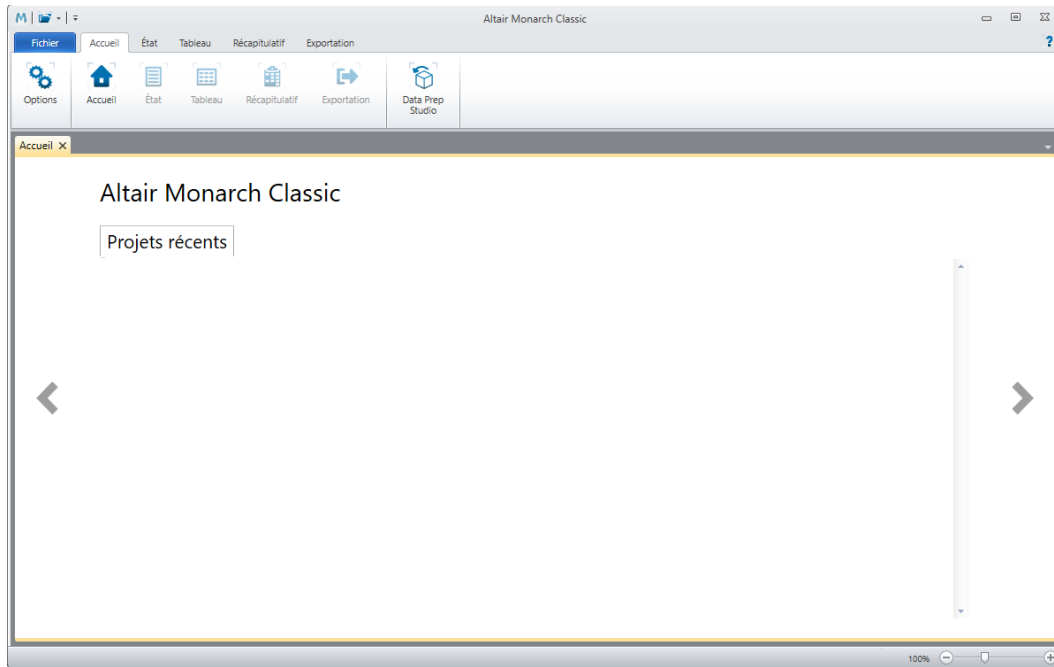 M
Altair Monarch Classic
Fichier Accueil État Tableau Récapitulatif Exportation ?
Options Accueil État Tableau Récapitulatif Exportation Data Prep
Studio
Accueil
Altair Monarch Classic
Projets récents
100%